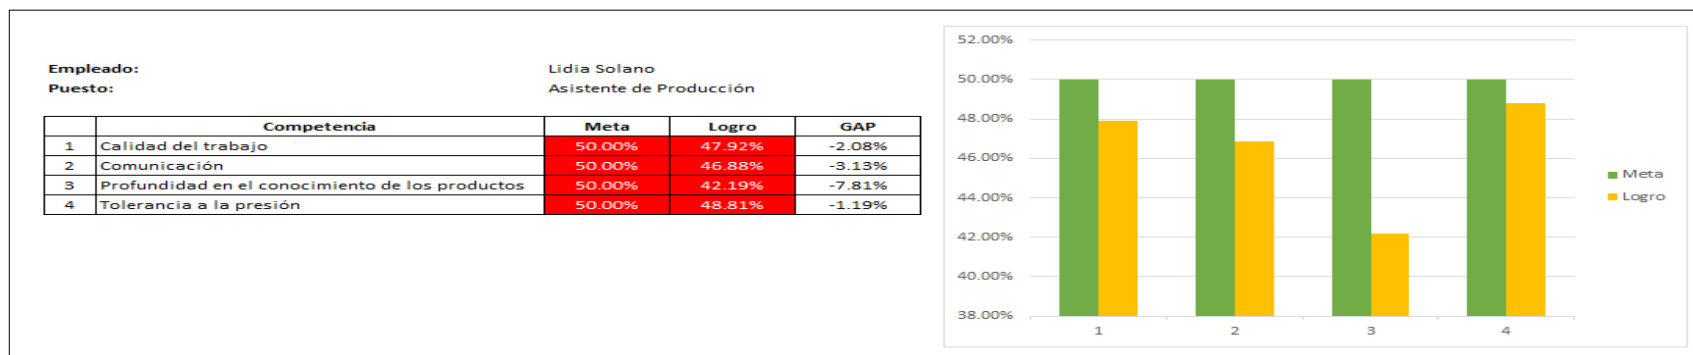 Empleado: Lidia Solano
Puesto: Asistente de Producción
Competencia Meta Logro GAP
1 Calidad del trabajo 50.00% 47.92% -2.08%
2 Comunicación 50.00% 46.88% -3.13%
3 Profundidad en el conocimiento de los productos 50.00% 42.19% -7.81%
4 Tolerancia a la presión 50.00% 48.81% -1.19%
52.00%
50.00%
48.00%
46.00%
44.00%
42.00%
40.00%
38.00%
1 2 3 4
Meta
Logro